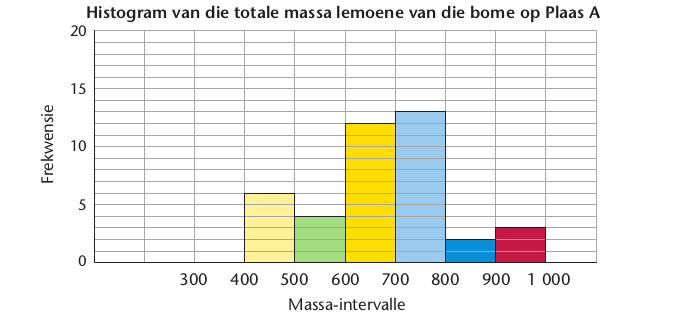 Histogram van die totale massa lemoene van die bome op Plaas A
20
15
10
5
0
Frekwensie
300 400 500 600 700 800 900 1 000
Massa-intervalle